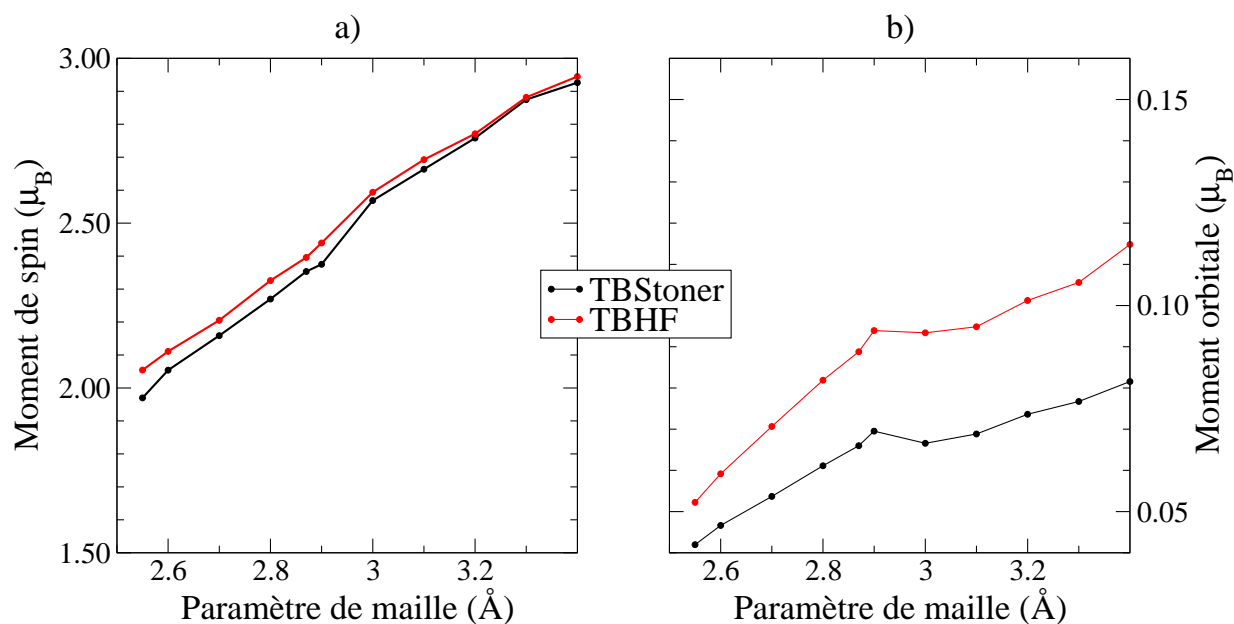 a)
b)
3.00
2.50
2.00
1.50
Moment de spin (μB)
2.6
2.8
3
3.2
Paramètre de maille (Å)
TBStoner
TBHF
0.15
0.10
0.05
Moment orbitale (μB)
2.6
2.8
3
3.2
Paramètre de maille (Å)